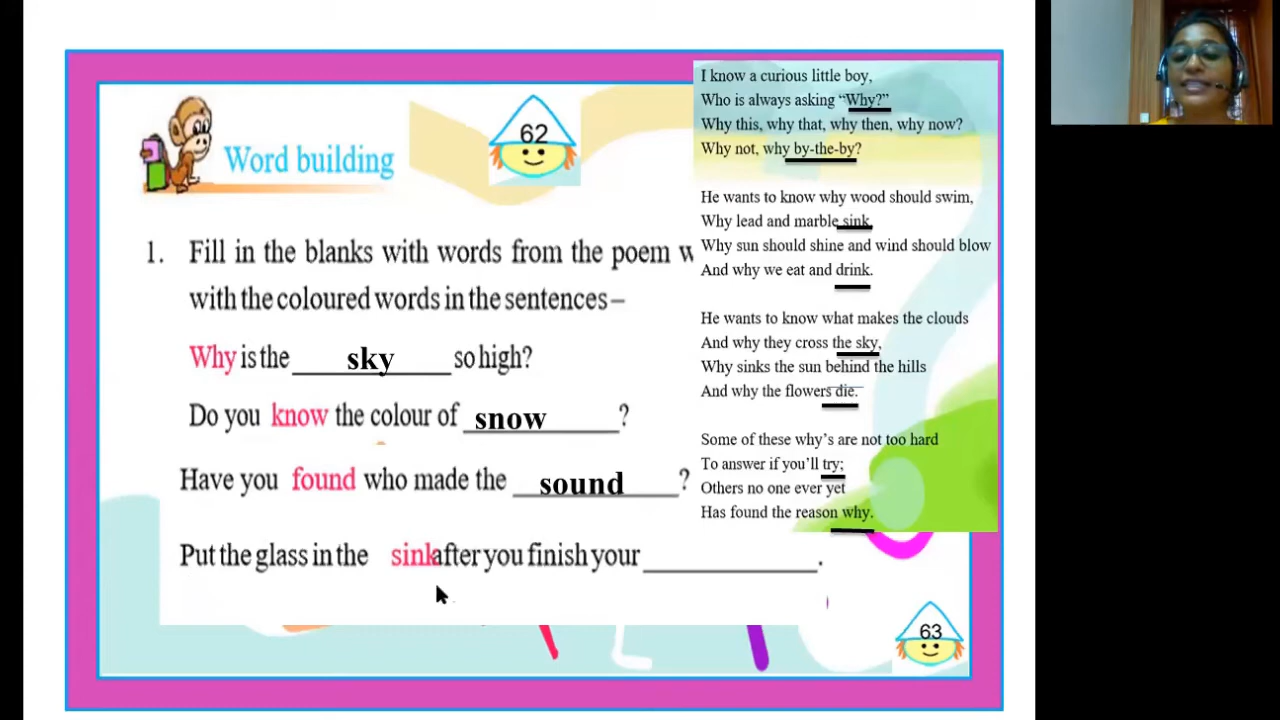 62
Word building
1. Fill in the blanks with words from the poem w
with the coloured words in the sentences –
Why is the sky so high?
Do you know the colour of snow ?
Have you found who made the sound ?
Put the glass in the sink after you finish your ____________.
63
I know a curious little boy,
Who is always asking “Why?”
Why this, why that, why then, why now?
Why not, why by-the-by?
He wants to know why wood should swim,
Why lead and marble sink,
Why sun should shine and wind should blow
And why we eat and drink.
He wants to know what makes the clouds
And why they cross the sky,
Why sinks the sun behind the hills
And why the flowers die.
Some of these why’s are not too hard
To answer if you’ll try;
Others no one ever yet
Has found the reason why.